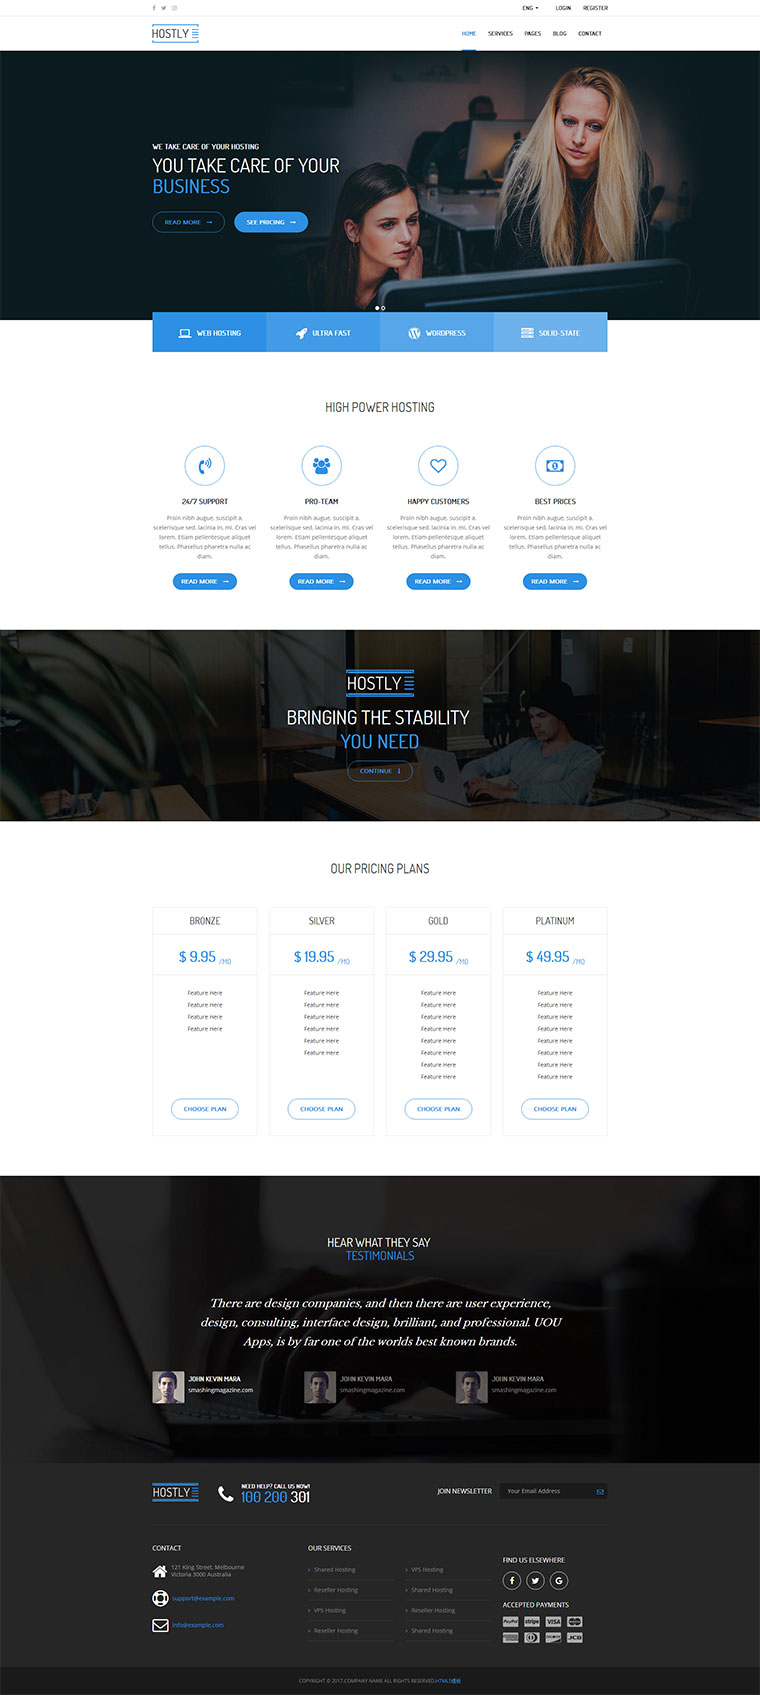 ENG
LOGIN
REGISTER
HOSTLY
HOME
SERVICES
PAGES
BLOG
CONTACT
WE TAKE CARE OF YOUR HOSTING
YOU TAKE CARE OF YOUR
BUSINESS
READ MORE
SEE PRICING
WEB HOSTING
ULTRA FAST
WORDPRESS
SOLID-STATE
HIGH POWER HOSTING
24/7 SUPPORT
Proin nibh augue, suscipit a,
scelerisque sed, lacinia in, mi. Cras vel
lorem. Etiam pellentesque aliquet
tellus. Phasellus pharetra nulla ac
diam.
READ MORE
PRO-TEAM
Proin nibh augue, suscipit a,
scelerisque sed, lacinia in, mi. Cras vel
lorem. Etiam pellentesque aliquet
tellus. Phasellus pharetra nulla ac
diam.
READ MORE
HAPPY CUSTOMERS
Proin nibh augue, suscipit a,
scelerisque sed, lacinia in, mi. Cras vel
lorem. Etiam pellentesque aliquet
tellus. Phasellus pharetra nulla ac
diam.
READ MORE
BEST PRICES
Proin nibh augue, suscipit a,
scelerisque sed, lacinia in, mi. Cras vel
lorem. Etiam pellentesque aliquet
tellus. Phasellus pharetra nulla ac
diam.
READ MORE
HOSTLY
BRINGING THE STABILITY
YOU NEED
CONTINUE
OUR PRICING PLANS
BRONZE
$ 9.95 /MO
Feature Here
Feature Here
Feature Here
Feature Here
CHOOSE PLAN
SILVER
$ 19.95 /MO
Feature Here
Feature Here
Feature Here
Feature Here
Feature Here
Feature Here
CHOOSE PLAN
GOLD
$ 29.95 /MO
Feature Here
Feature Here
Feature Here
Feature Here
Feature Here
Feature Here
Feature Here
Feature Here
CHOOSE PLAN
PLATINUM
$ 49.95 /MO
Feature Here
Feature Here
Feature Here
Feature Here
Feature Here
Feature Here
Feature Here
Feature Here
CHOOSE PLAN
HEAR WHAT THEY SAY
TESTIMONIALS
There are design companies, and then there are user experience,
design, consulting, interface design, brilliant, and professional. UOU
Apps, is by far one of the worlds best known brands.
JOHN KEVIN MARA
smashingmagazine.com
JOHN KEVIN MARA
smashingmagazine.com
JOHN KEVIN MARA
smashingmagazine.com
HOSTLY
NEED HELP? CALL US NOW!
100 200 301
JOIN NEWSLETTER
Your Email Address
CONTACT
121 King Street, Melbourne
Victoria 3000 Australia
support@example.com
info@example.com
OUR SERVICES
Shared Hosting
Reseller Hosting
VPS Hosting
Reseller Hosting
VPS Hosting
Shared Hosting
Reseller Hosting
Shared Hosting
FIND US ELSEWHERE
ACCEPTED PAYMENTS
PayPal
stripe
VISA
DISCOVER
JCB
COPYRIGHT © 2017.COMPANY NAME ALL RIGHTS RESERVED.HTML5模板